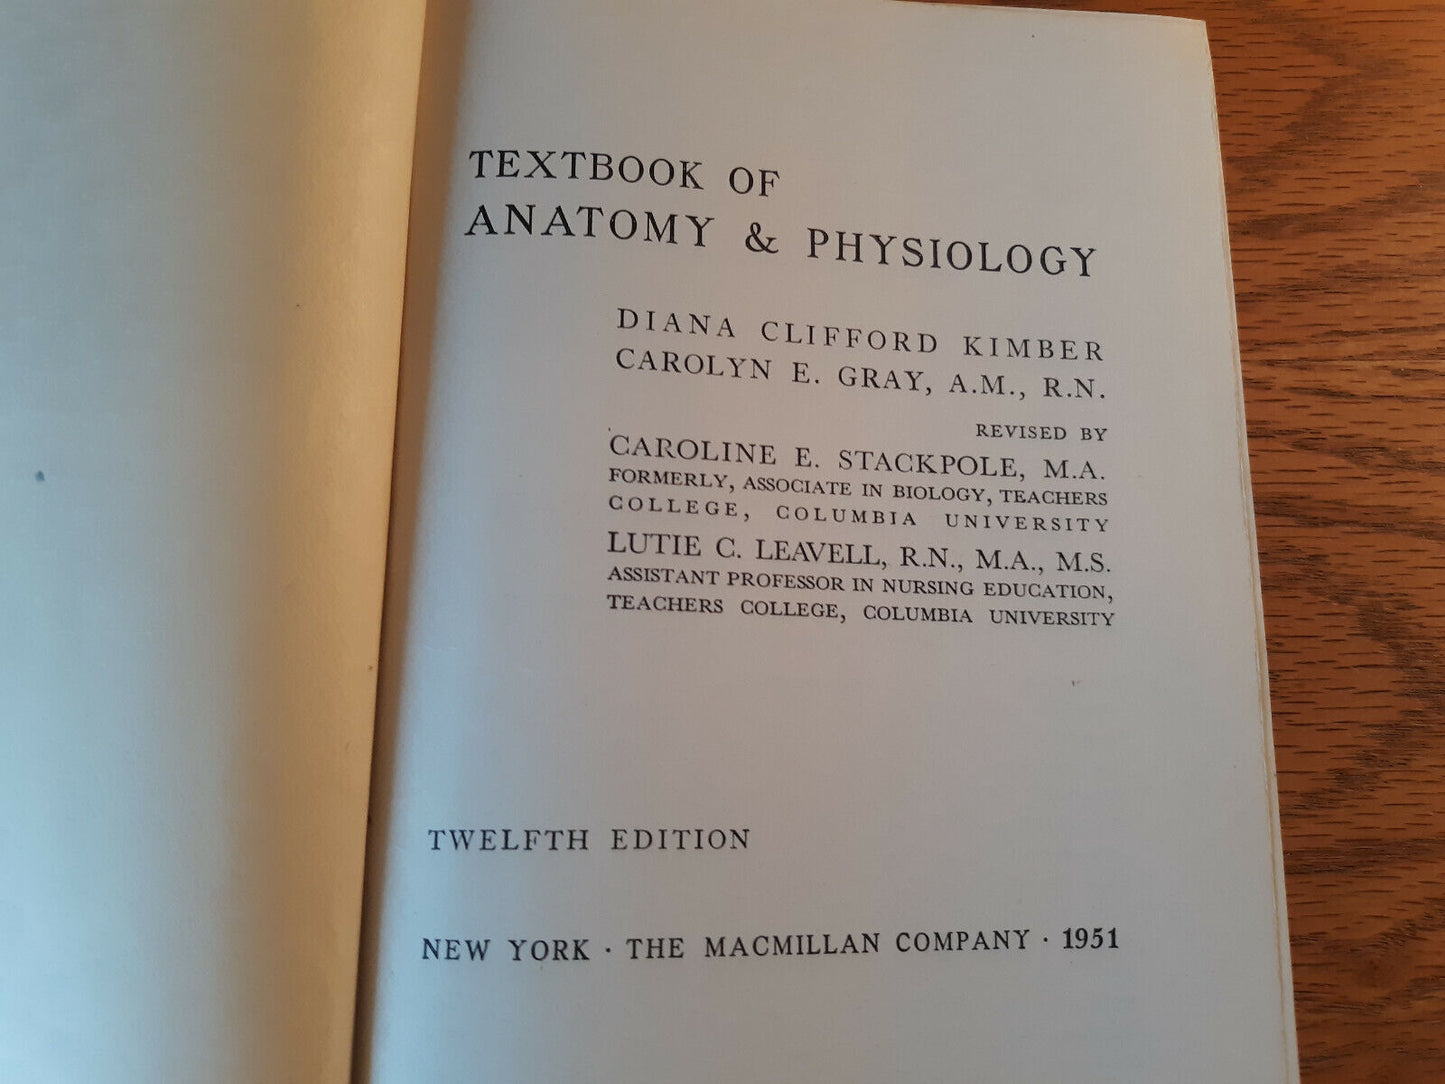 TEXTBOOK OF
ANATOMY & PHYSIOLOGY
DIANA CLIFFORD KIMBER
CAROLYN E. GRAY, A.M., R.N.
REVISED BY
CAROLINE E. STACKPOLE, M.A.
FORMERLY, ASSOCIATE IN BIOLOGY, TEACHERS
COLLEGE, COLUMBIA UNIVERSITY
LUTIE C. LEAVELL, R.N., M.A., M.S.
ASSISTANT PROFESSOR IN NURSING EDUCATION,
TEACHERS COLLEGE, COLUMBIA UNIVERSITY
TWELFTH EDITION
NEW YORK · THE MACMILLAN COMPANY · 1951